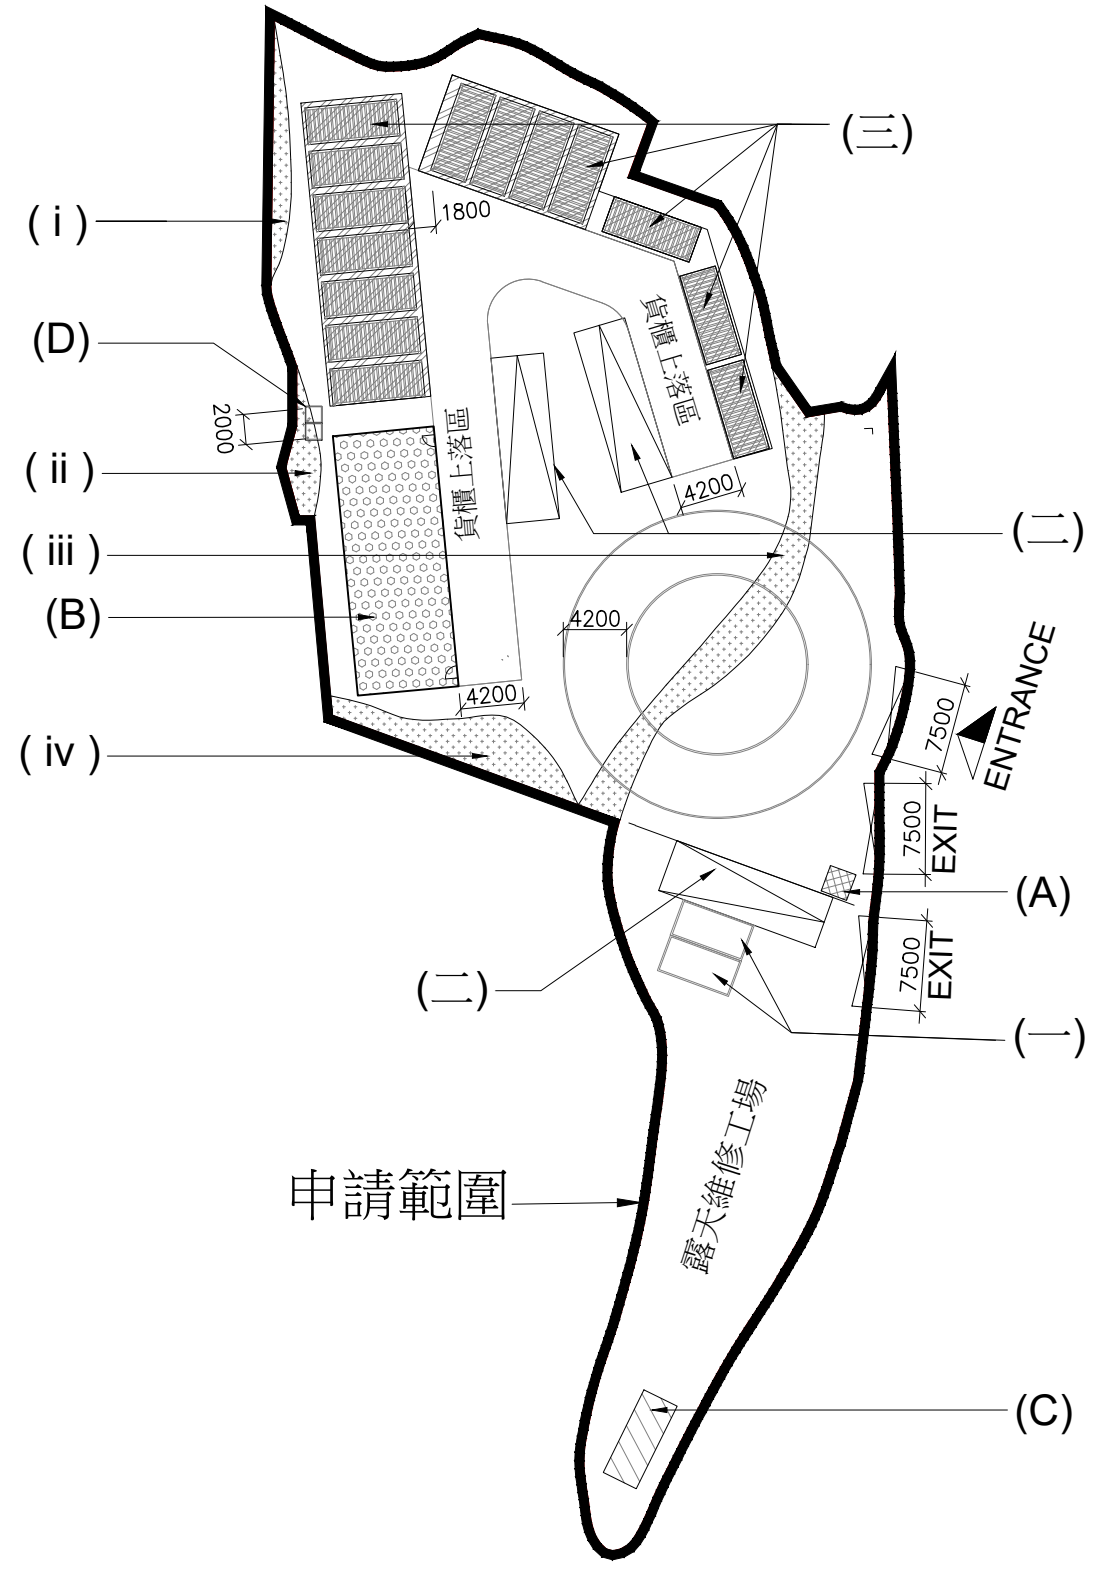 (三)
( i )
1800
(D)
2000
貨櫃上落區
貨櫃上落區
( ii )
4200
(二)
( iii )
(B)
4200
4200
( iv )
7500
ENTRANCE
7500
EXIT
(A)
7500
EXIT
(二)
(一)
露天維修工場
申請範圍
(C)